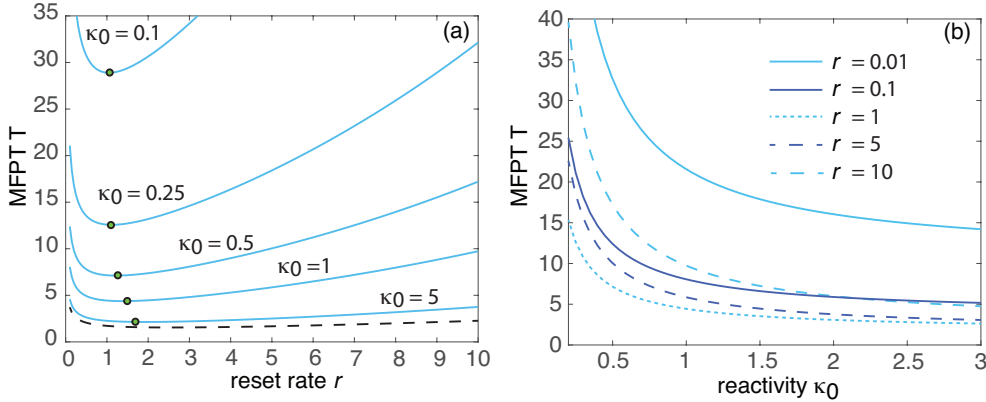 (a)
MFPT T
35
30
25
20
15
10
5
0
κ0 = 0.1
κ0 = 0.25
κ0 = 0.5
κ0 = 1
κ0 = 5
0 1 2 3 4 5 6 7 8 9 10
reset rate r
(b)
MFPT T
40
35
30
25
20
15
10
5
0
r = 0.01
r = 0.1
r = 1
r = 5
r = 10
0.5 1 1.5 2 2.5 3
reactivity κ0